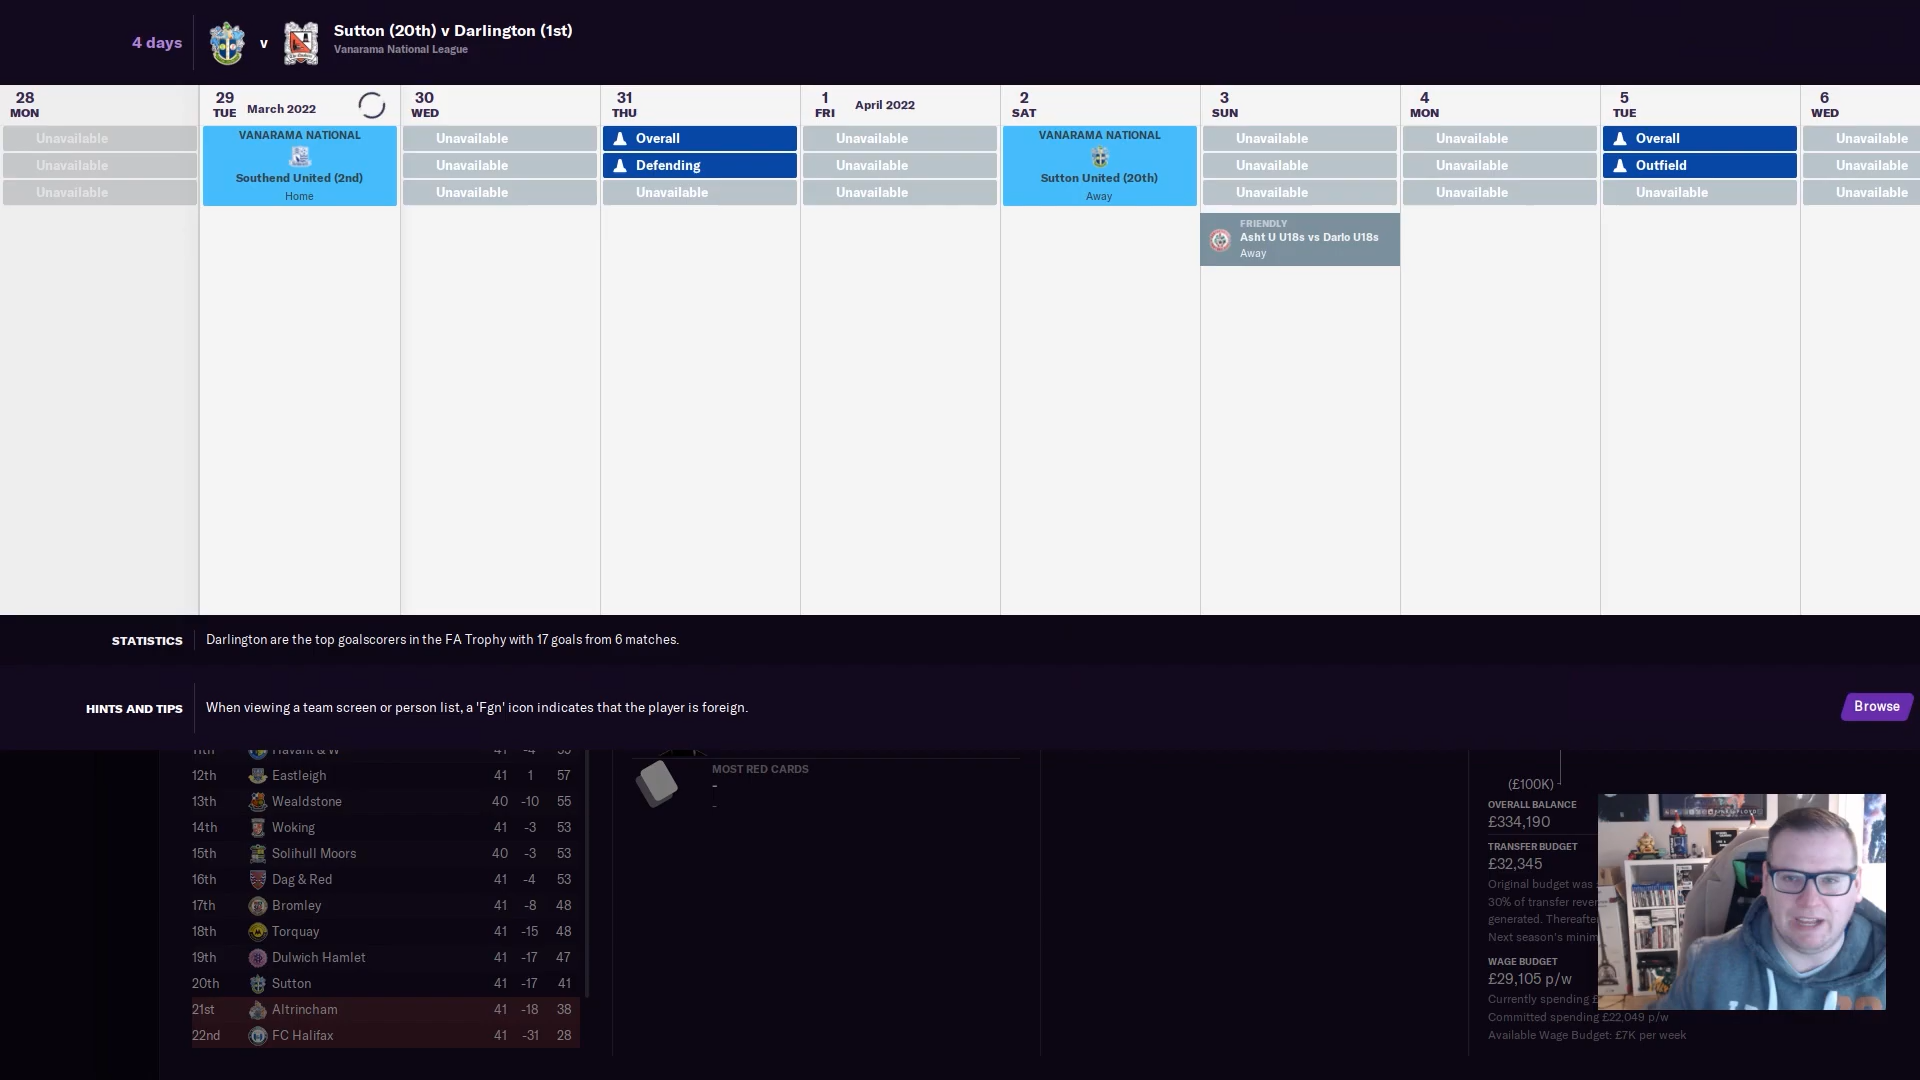 4 days
v
Sutton (20th) v Darlington (1st)
Vanarama National League
28 MON
29 TUE March 2022
30 WED
31 THU
1 FRI April 2022
2 SAT
3 SUN
4 MON
5 TUE
6 WED
Unavailable
Unavailable
Unavailable
VANARAMA NATIONAL
Southend United (2nd)
Home
Unavailable
Unavailable
Unavailable
Overall
Defending
Unavailable
Unavailable
Unavailable
Unavailable
VANARAMA NATIONAL
Sutton United (20th)
Away
Unavailable
Unavailable
Unavailable
FRIENDLY
Asht U U18s vs Darlo U18s
Away
Unavailable
Unavailable
Unavailable
Overall
Outfield
Unavailable
Unavailable
Unavailable
Unavailable
STATISTICS Darlington are the top goalscorers in the FA Trophy with 17 goals from 6 matches.
HINTS AND TIPS When viewing a team screen or person list, a 'Fgn' icon indicates that the player is foreign.
Browse
11th Havant & W 41 -4
12th Eastleigh 41 1 57
13th Wealdstone 40 -10 55
14th Woking 41 -3 53
15th Solihull Moors 40 -3 53
16th Dag & Red 41 -4 53
17th Bromley 41 -8 48
18th Torquay 41 -15 48
19th Dulwich Hamlet 41 -17 47
20th Sutton 41 -17 41
21st Altrincham 41 -18 38
22nd FC Halifax 41 -31 28
MOST RED CARDS
-
-
(£100K)
OVERALL BALANCE
£334,190
TRANSFER BUDGET
£32,345
Original budget was
30% of transfer
generated.
Next season's
WAGE BUDGET
£29,105 p/w
Currently spending £
Committed spending £22,049 p/w
Available Wage Budget: £7K per week